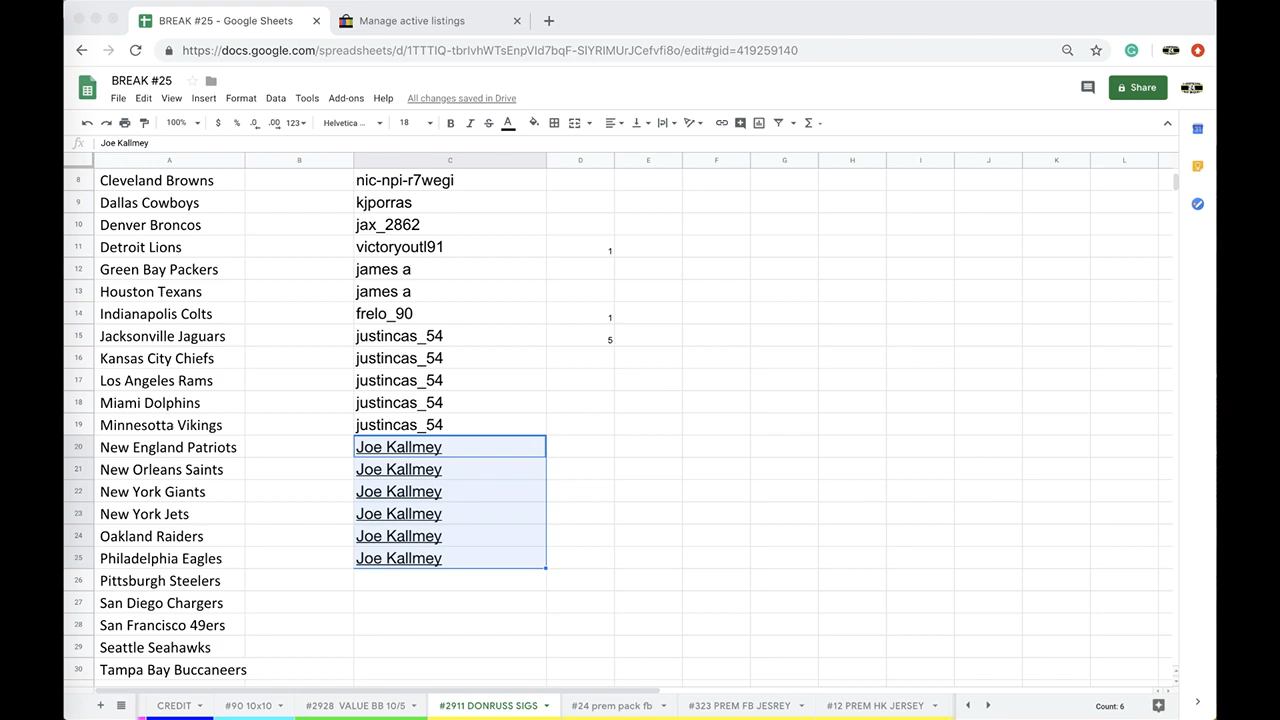 BREAK #25 - Google Sheets
Manage active listings
https://docs.google.com/spreadsheets/d/1TTTIQ-tbrIvhWTsEnpVId7bqF-SIYRIMUrJCefvfi8o/edit#gid=419259140
BREAK #25
File Edit View Insert Format Data Tools Add-ons Help All changes saved in Drive
Share
100% $ % .0 .00 123 Helvetica ... 18 B I S A
fx Joe Kallmey
A B C D E F G H I J K L
8 Cleveland Browns nic-npi-r7wegi
9 Dallas Cowboys kjporras
10 Denver Broncos jax_2862
11 Detroit Lions victoryoutl91 1
12 Green Bay Packers james a
13 Houston Texans james a
14 Indianapolis Colts frelo_90 1
15 Jacksonville Jaguars justincas_54 5
16 Kansas City Chiefs justincas_54
17 Los Angeles Rams justincas_54
18 Miami Dolphins justincas_54
19 Minnesotta Vikings justincas_54
20 New England Patriots Joe Kallmey
21 New Orleans Saints Joe Kallmey
22 New York Giants Joe Kallmey
23 New York Jets Joe Kallmey
24 Oakland Raiders Joe Kallmey
25 Philadelphia Eagles Joe Kallmey
26 Pittsburgh Steelers
27 San Diego Chargers
28 San Francisco 49ers
29 Seattle Seahawks
30 Tampa Bay Buccaneers
CREDIT #90 10x10 #2928 VALUE BB 10/5 #2911 DONRUSS SIGS #24 prem pack fb #323 PREM FB JESREY #12 PREM HK JERSEY Count: 6